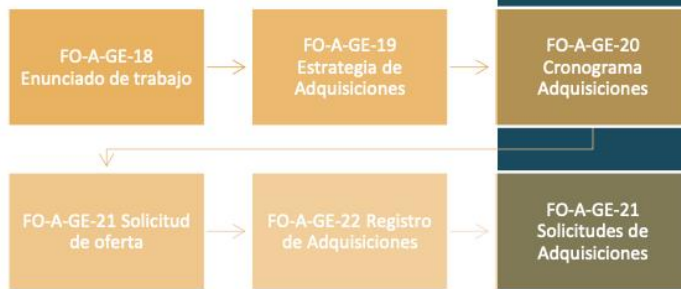 FO-A-GE-18
Enunciado de trabajo
FO-A-GE-19
Estrategia de
Adquisiciones
FO-A-GE-20
Cronograma
Adquisiciones
FO-A-GE-21 Solicitud
de oferta
FO-A-GE-22 Registro
de Adquisiciones
FO-A-GE-21
Solicitudes de
Adquisiciones